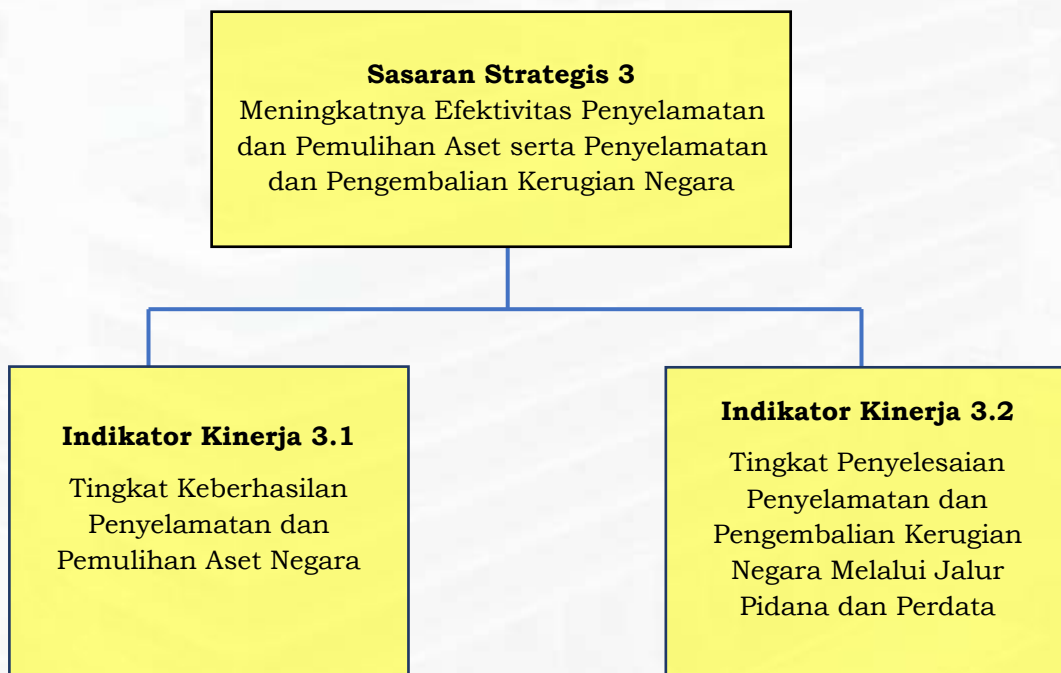 Sasaran Strategis 3
Meningkatnya Efektivitas Penyelamatan
dan Pemulihan Aset serta Penyelamatan
dan Pengembalian Kerugian Negara
Indikator Kinerja 3.1
Tingkat Keberhasilan
Penyelamatan dan
Pemulihan Aset Negara
Indikator Kinerja 3.2
Tingkat Penyelesaian
Penyelamatan dan
Pengembalian Kerugian
Negara Melalui Jalur
Pidana dan Perdata